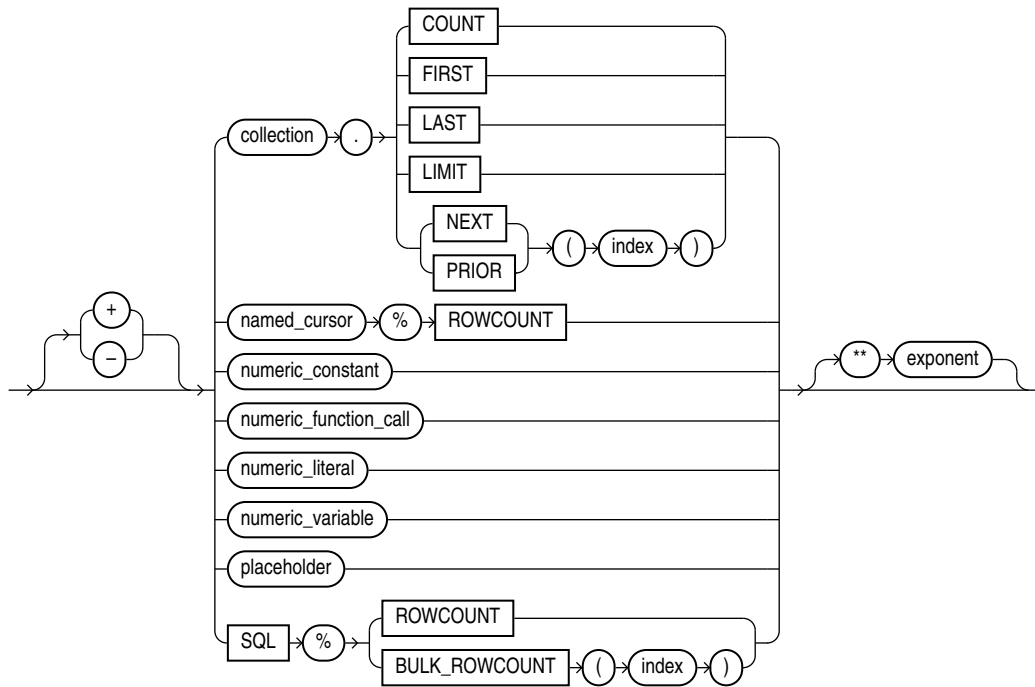 COUNT
FIRST
LAST
collection .
LIMIT
NEXT
( index )
PRIOR
+
named_cursor % ROWCOUNT
−
numeric_constant
** exponent
numeric_function_call
numeric_literal
numeric_variable
placeholder
ROWCOUNT
SQL %
BULK_ROWCOUNT ( index )